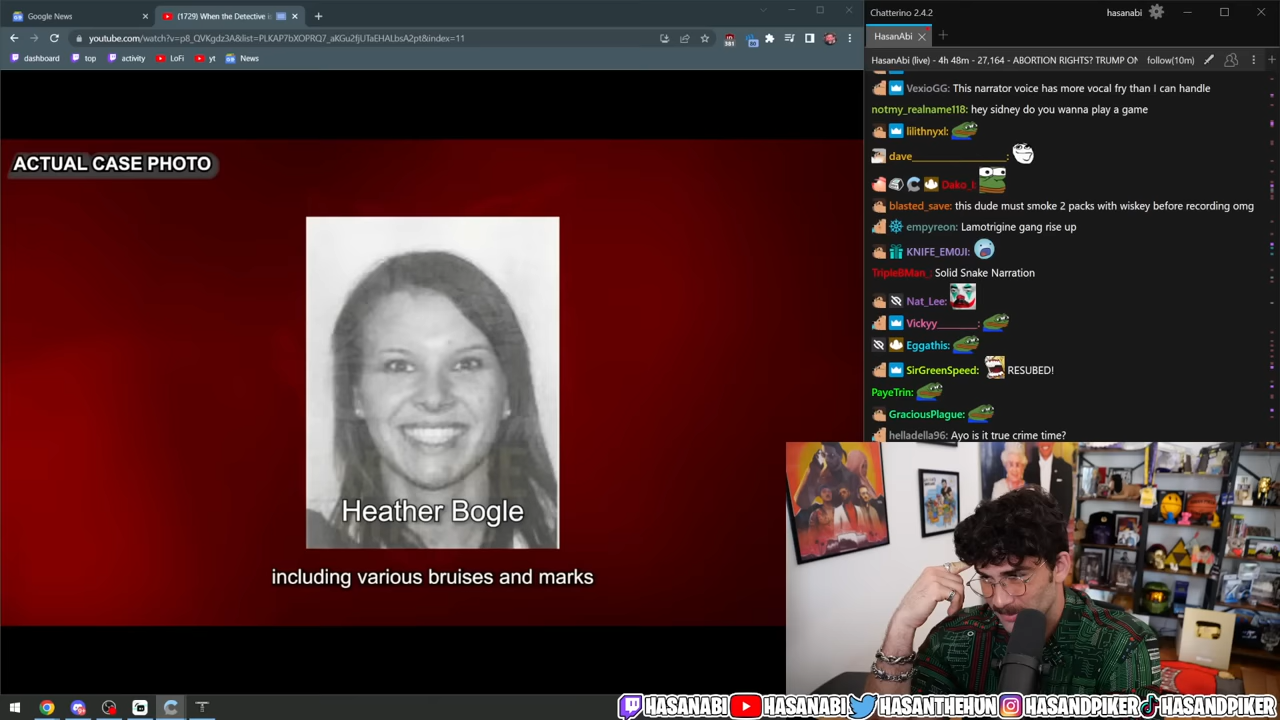 Google News
(1729) When the Detective is
youtube.com/watch?v=p8_QVKgdz3A&list=PLKAP7bXOPRQ7_aKGu2fjUTaEHALbsA2pt&index=11
dashboard
top
activity
LoFi
yt
News
ACTUAL CASE PHOTO
Heather Bogle
including various bruises and marks
Chatterino 2.4.2
hasanabi
HasanAbi
HasanAbi (live) - 4h 48m - 27,164 - ABORTION RIGHTS? TRUMP ON
follow(10m)
VexioGG: This narrator voice has more vocal fry than I can handle
notmy_realname118: hey sidney do you wanna play a game
lilithnyxl:
dave__________________:
Dako_I:
blasted_save: this dude must smoke 2 packs with wiskey before recording omg
empyreon: Lamotrigine gang rise up
KNIFE_EM0JI:
TripleBMan_: Solid Snake Narration
Nat_Lee:
Vickyy________:
Eggathis:
SirGreenSpeed: RESUBED!
PayeTrin:
GraciousPlague:
helladella96: Ayo is it true crime time?
HASANABI HASANABI HASANTHEHUN HASANDPIKER HASANDPIKER